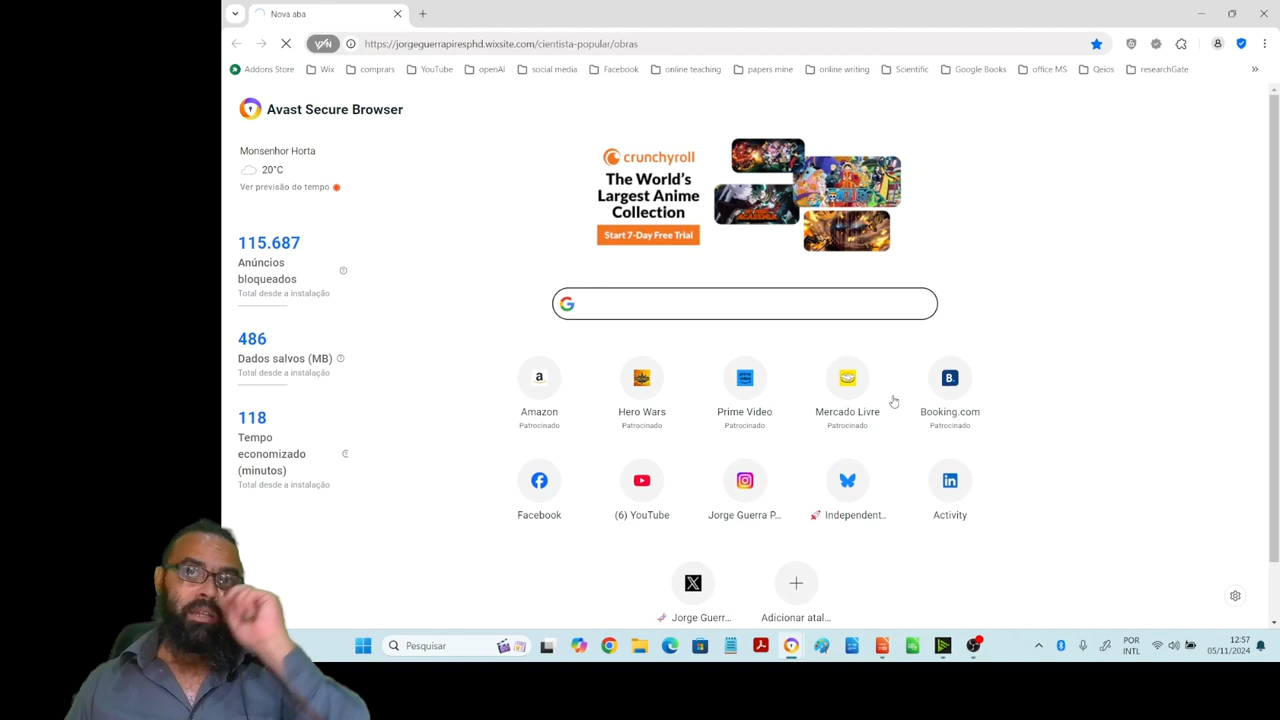 Nova aba
VPN
https://jorgeguerrapiresphd.wixsite.com/cientista-popular/obras
Addons Store
Wix
comprars
YouTube
openAI
social media
Facebook
online teaching
papers mine
online writing
Scientific
Google Books
office MS
Qeios
researchGate
Avast Secure Browser
Monsenhor Horta
20°C
Ver previsão do tempo
115.687
Anúncios
bloqueados
Total desde a instalação
486
Dados salvos (MB)
Total desde a instalação
118
Tempo
economizado
(minutos)
Total desde a instalação
crunchyroll
The World's
Largest Anime
Collection
Start 7-Day Free Trial
Amazon
Patrocinado
Hero Wars
Patrocinado
Prime Video
Patrocinado
Mercado Livre
Patrocinado
Booking.com
Patrocinado
Facebook
(6) YouTube
Jorge Guerra P...
Independent..
Activity
Jorge Guerr...
Adicionar atal...
Pesquisar
POR
INTL
12:57
05/11/2024